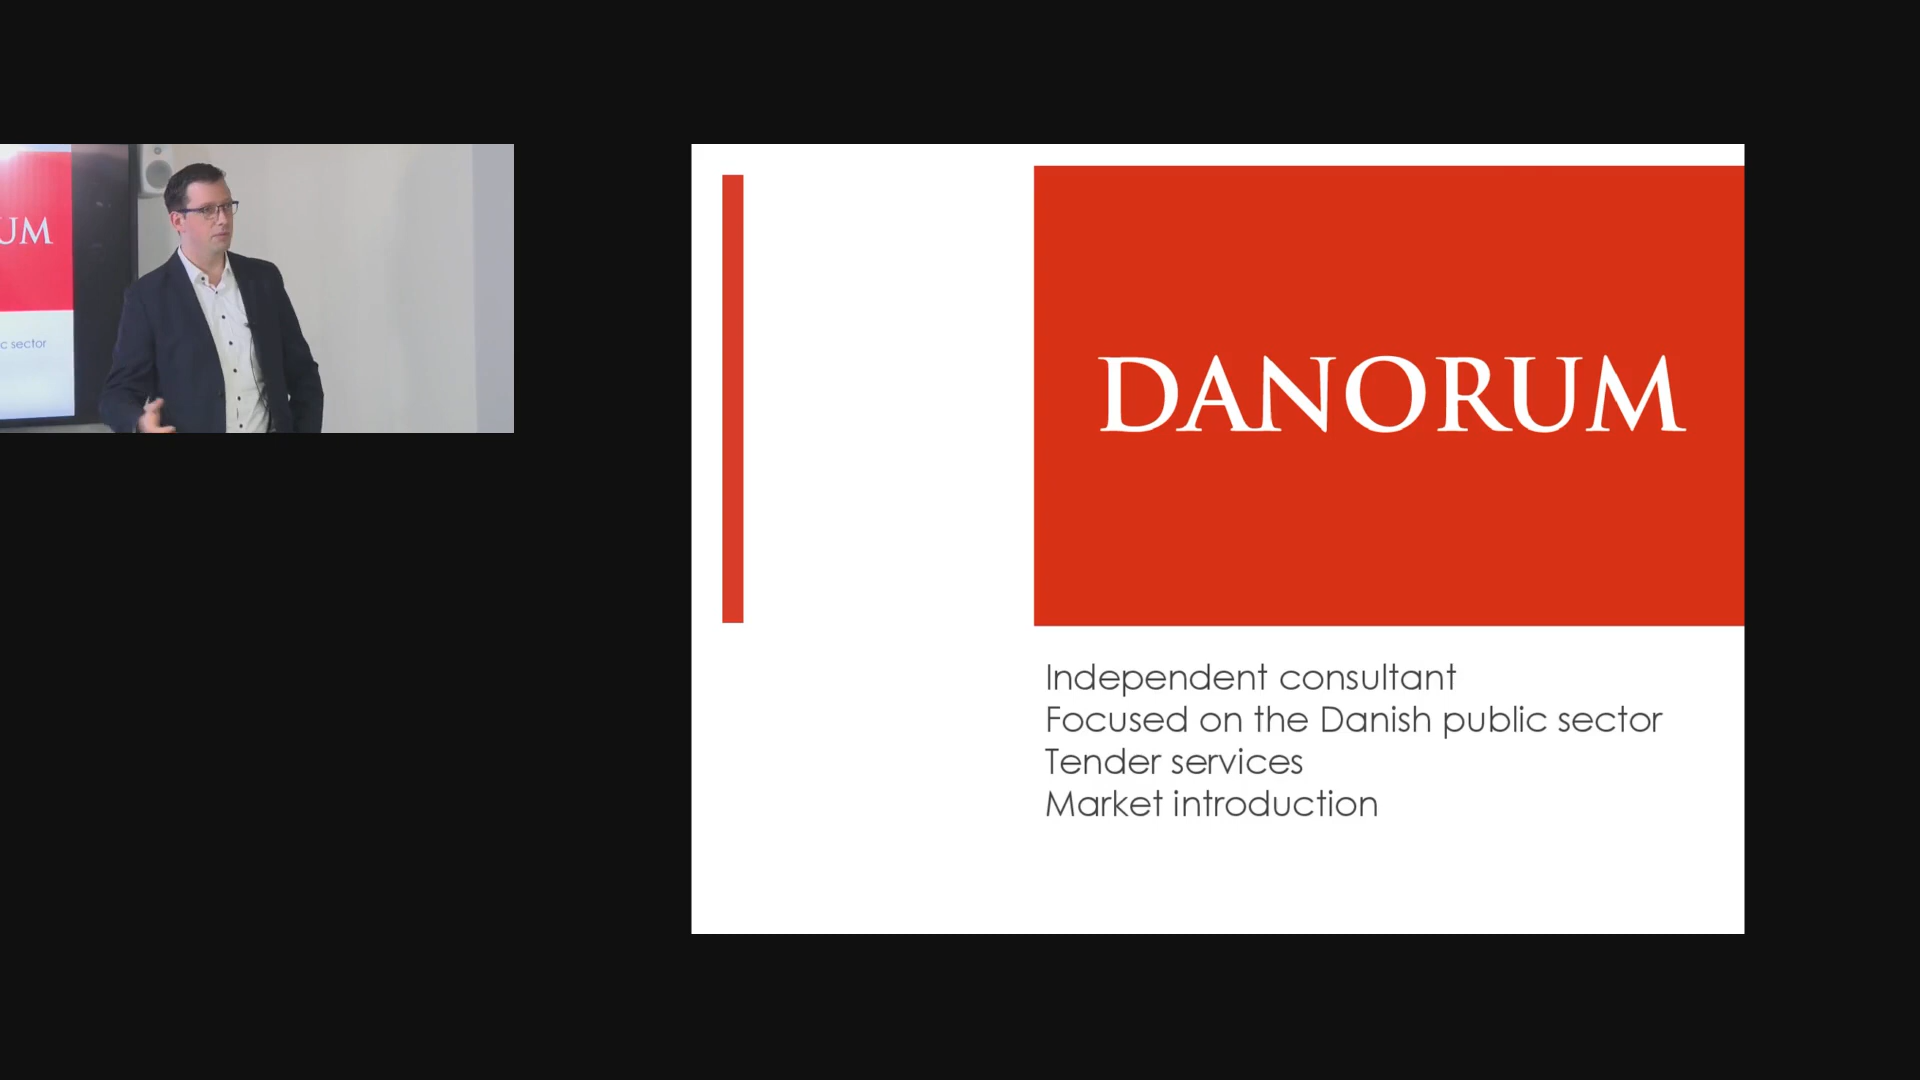 UM
c sector
DANORUM
Independent consultant
Focused on the Danish public sector
Tender services
Market introduction